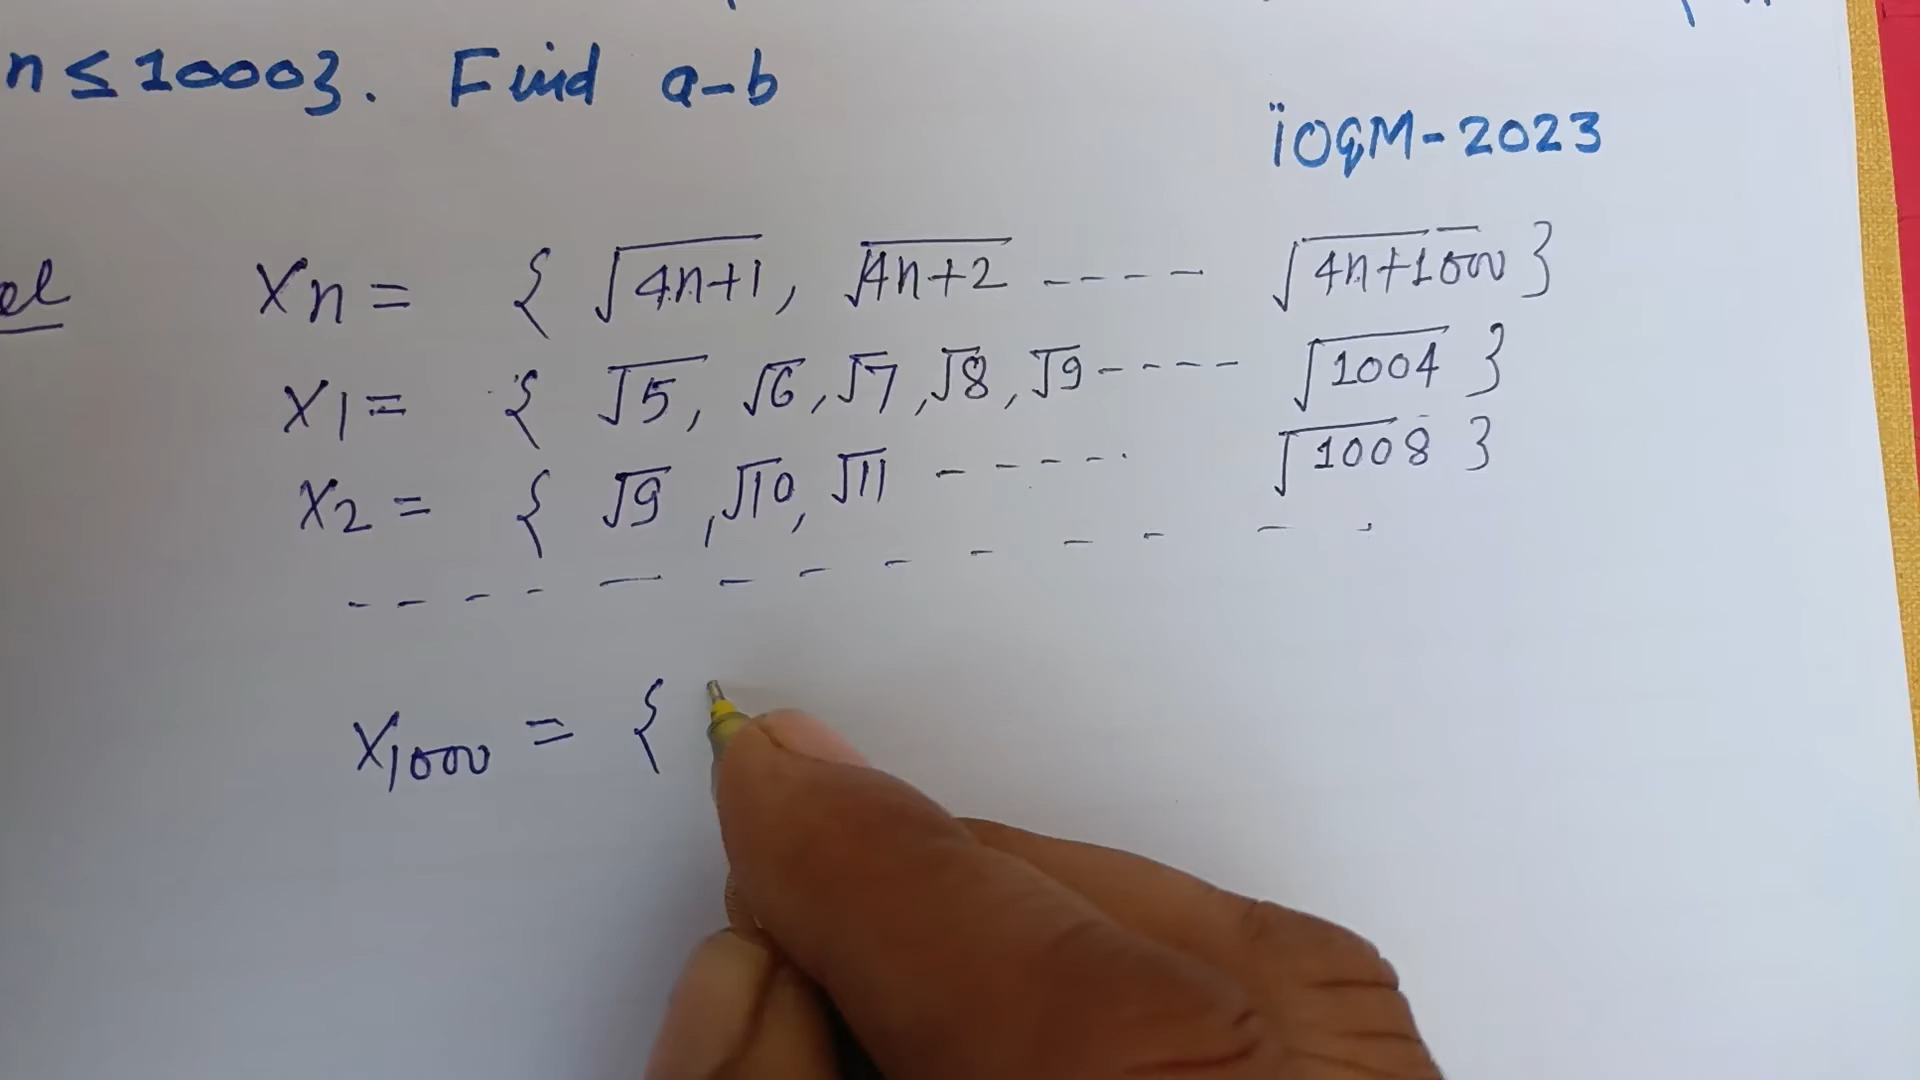 n ≤ 1000}. Find a-b
IOQM-2023
Xn = { √4n+1, √4n+2 ---- √4n+1000 }
X1 = { √5, √6, √7, √8, √9 ---- √1004 }
X2 = { √9, √10, √11 ----- √1008 }
X1000 = {